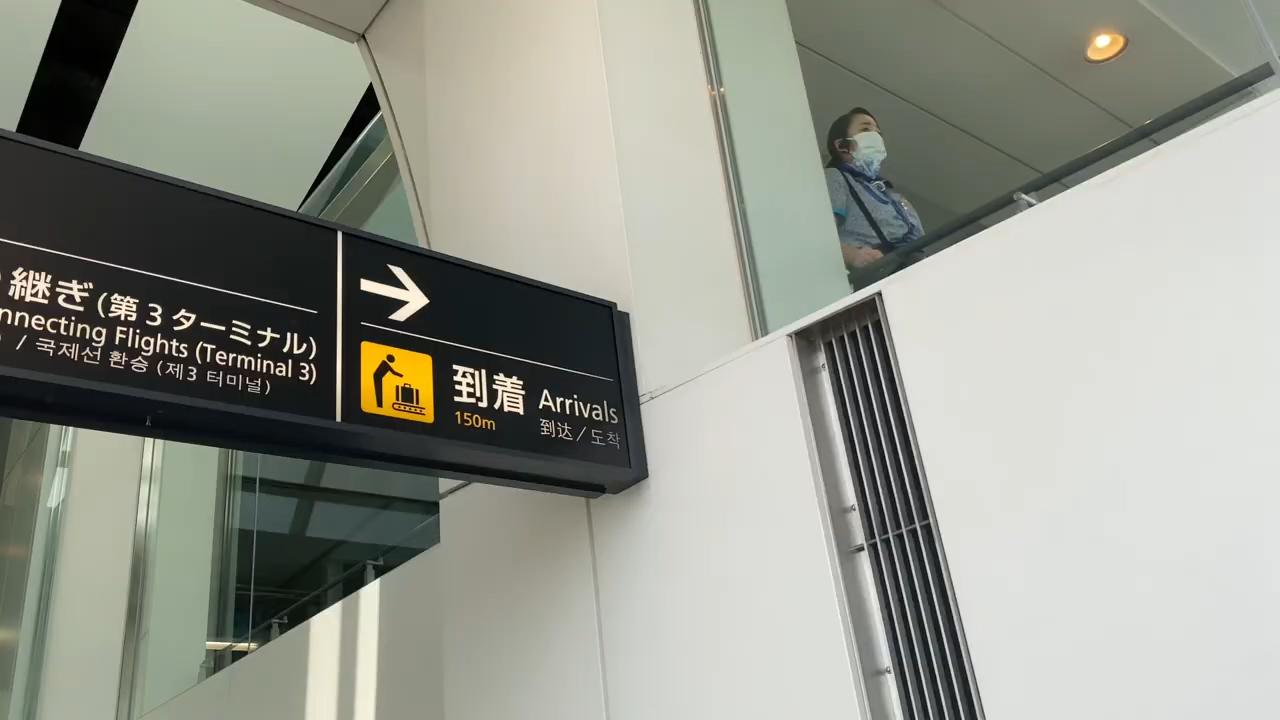 継ぎ(第3ターミナル)
nnecting Flights (Terminal 3)
) / 국제선 환승 (제3 터미널)
到着 Arrivals
150m
到达 / 도착